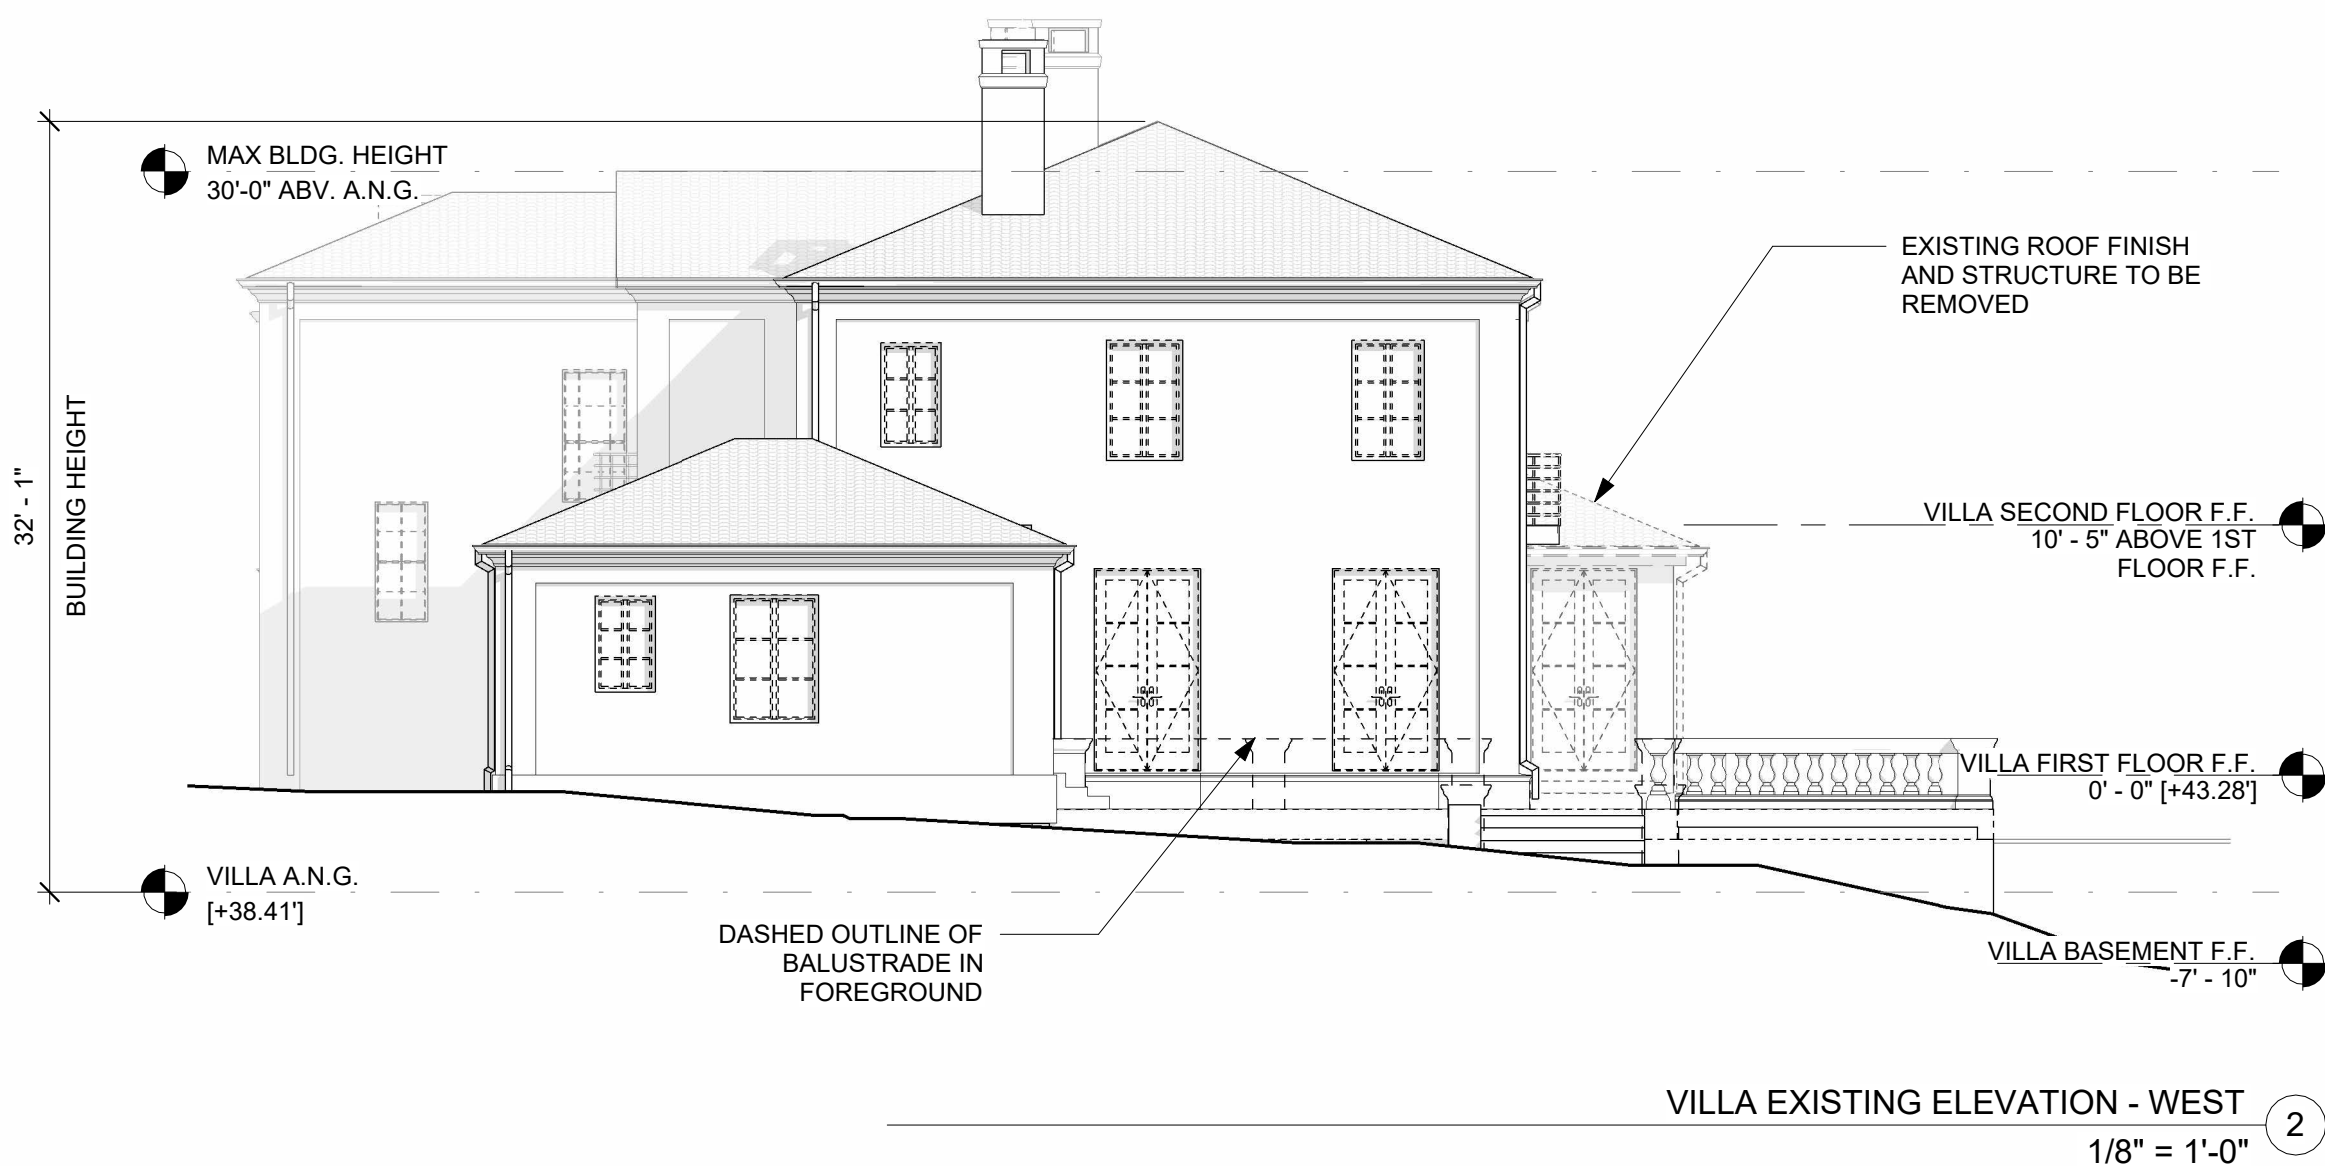 MAX BLDG. HEIGHT
30'-0" ABV. A.N.G.
EXISTING ROOF FINISH
AND STRUCTURE TO BE
REMOVED
32' - 1"
BUILDING HEIGHT
VILLA SECOND FLOOR F.F.
10' - 5" ABOVE 1ST
FLOOR F.F.
VILLA FIRST FLOOR F.F.
0' - 0" [+43.28']
VILLA A.N.G.
[+38.41']
DASHED OUTLINE OF
BALUSTRADE IN
FOREGROUND
VILLA BASEMENT F.F.
-7' - 10"
VILLA EXISTING ELEVATION - WEST
2
1/8" = 1'-0"